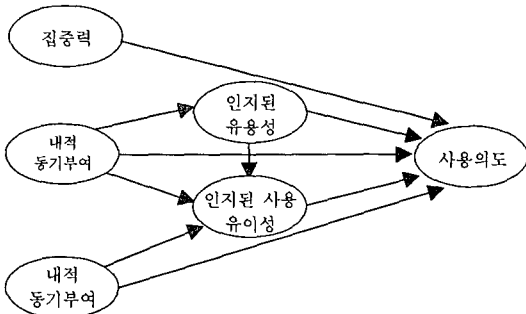 집중력
인지된
유용성
내적
동기부여
사용의도
인지된 사용
유이성
내적
동기부여